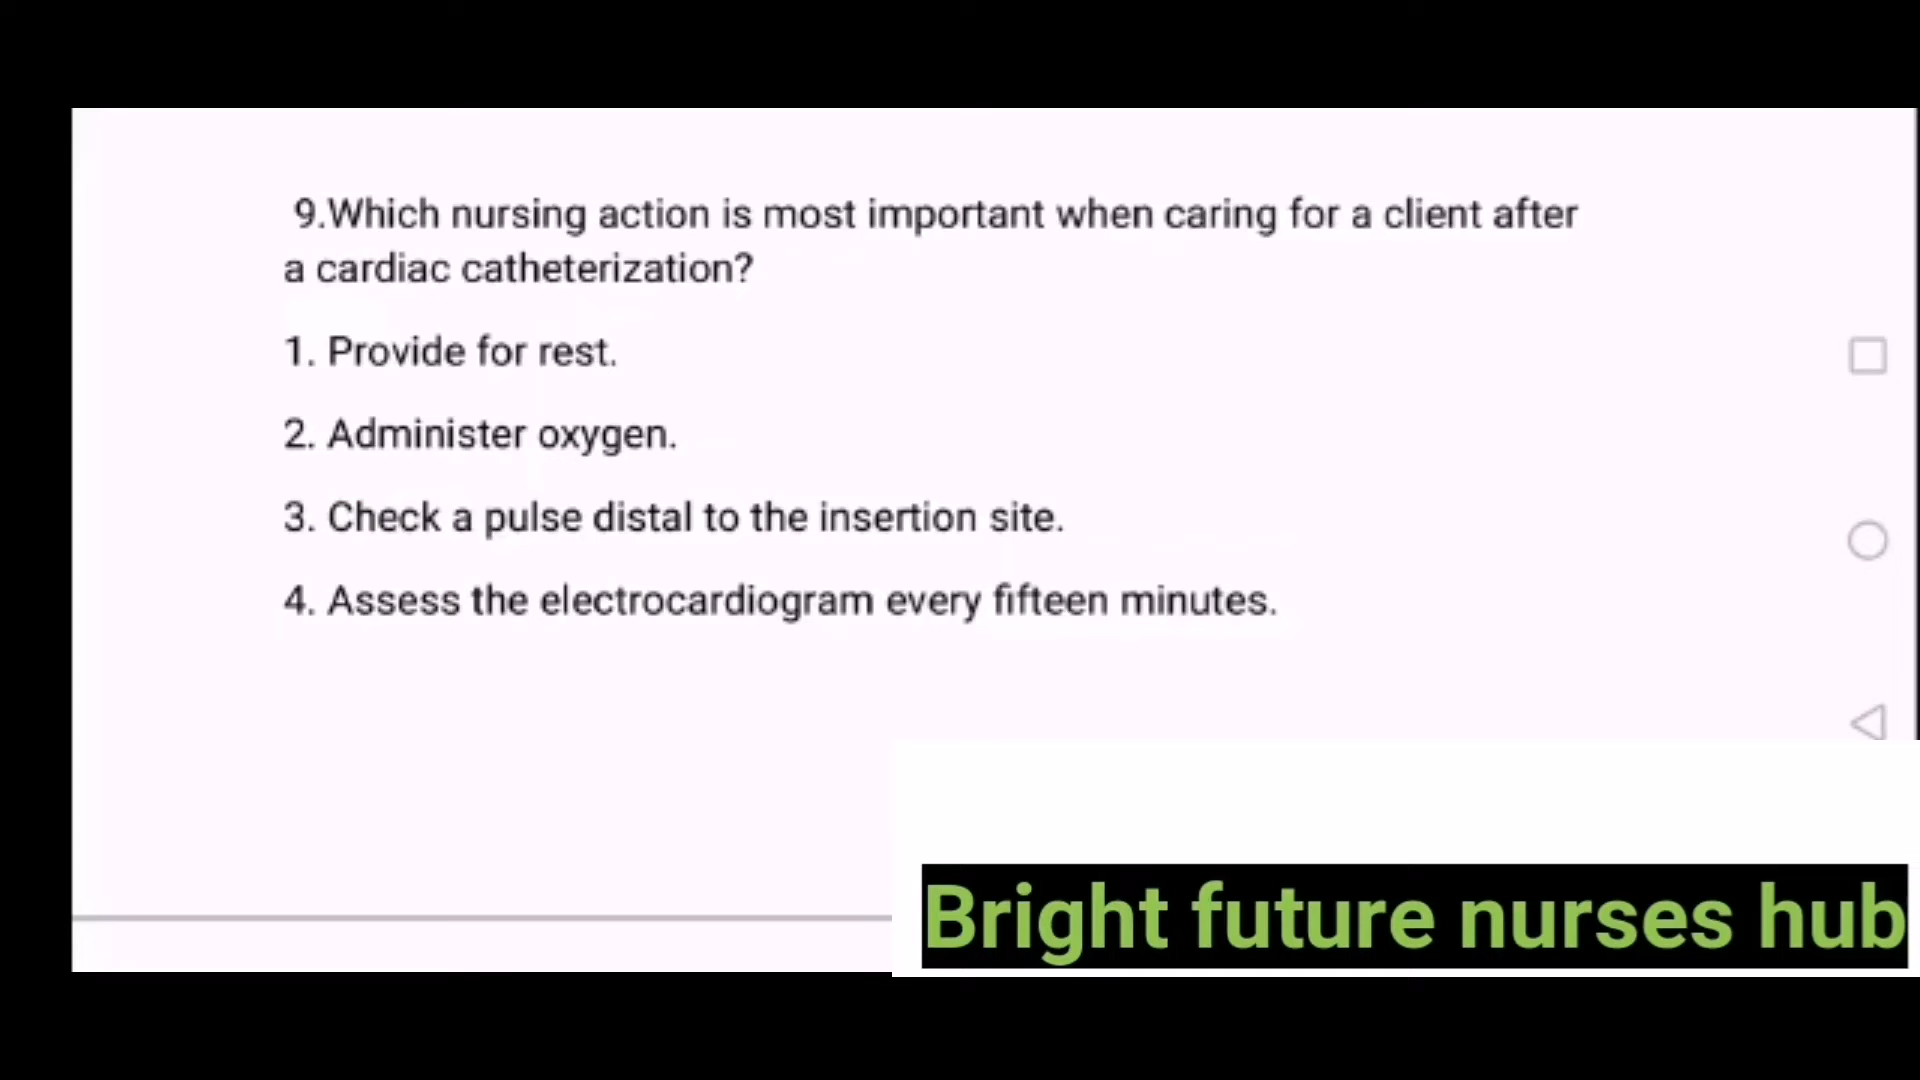 9.Which nursing action is most important when caring for a client after
a cardiac catheterization?
1. Provide for rest.
2. Administer oxygen.
3. Check a pulse distal to the insertion site.
4. Assess the electrocardiogram every fifteen minutes.
Bright future nurses hub